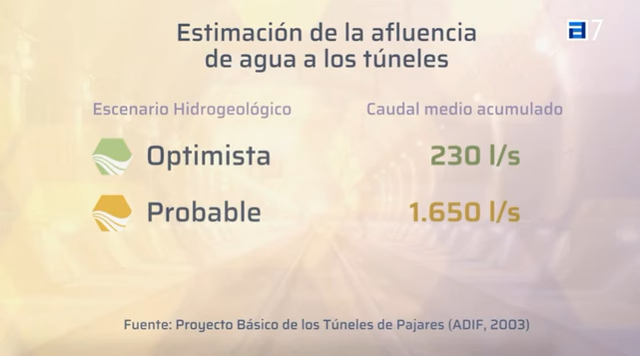 Estimación de la afluencia
de agua a los túneles
a7
Escenario Hidrogeológico Caudal medio acumulado
Optimista 230 l/s
Probable 1.650 l/s
Fuente: Proyecto Básico de los Túneles de Pajares (ADIF, 2003)